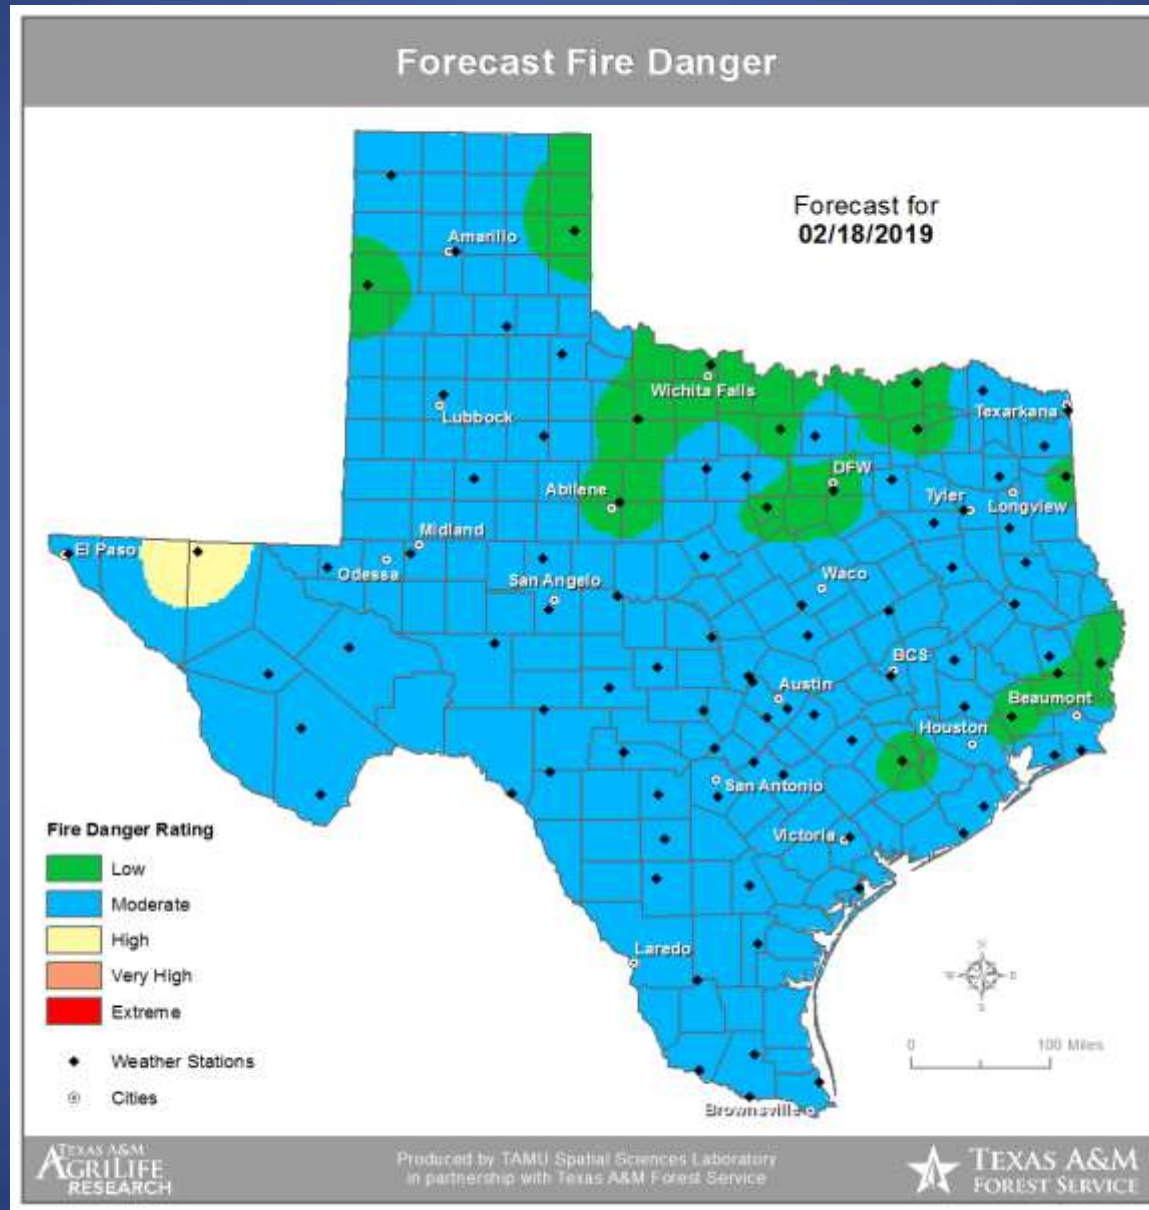 Forecast Fire Danger
Forecast for
02/18/2019
Amarillo
Wichita Falls
Lubbock
Texarkana
DFW
Abilene
Tyler
Longview
Midland
El Paso
Odessa
San Angelo
Waco
BCS
Austin
Beaumont
Houston
San Antonio
Victoria
Laredo
Brownsville
Fire Danger Rating
Low
Moderate
High
Very High
Extreme
Weather Stations
Cities
N
W
S
0 100 Miles
TEXAS A&M
AGRILIFE
RESEARCH
Produced by TAMU Spatial Sciences Laboratory
in partnership with Texas A&M Forest Service
TEXAS A&M
FOREST SERVICE